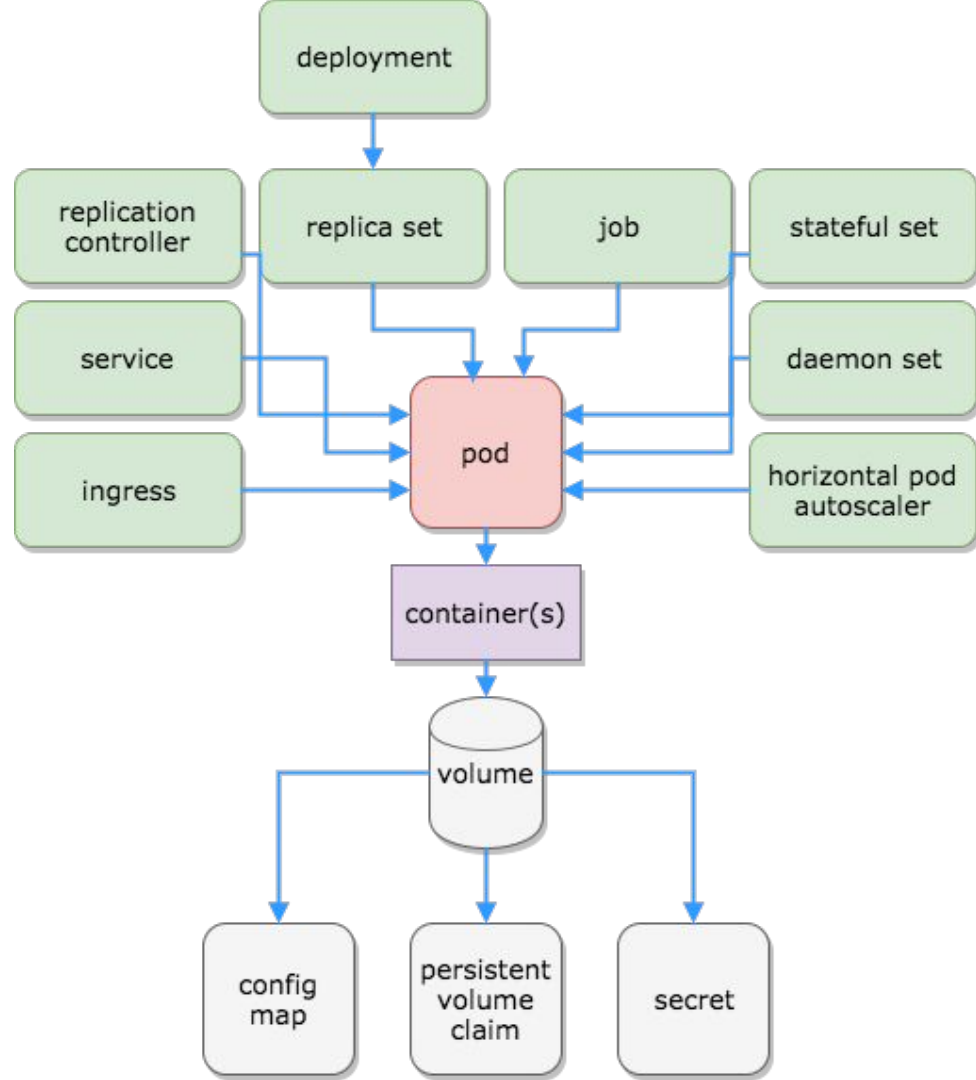 deployment
replication
controller
replica set
job
stateful set
service
daemon set
pod
ingress
horizontal pod
autoscaler
container(s)
volume
config
map
persistent
volume
claim
secret